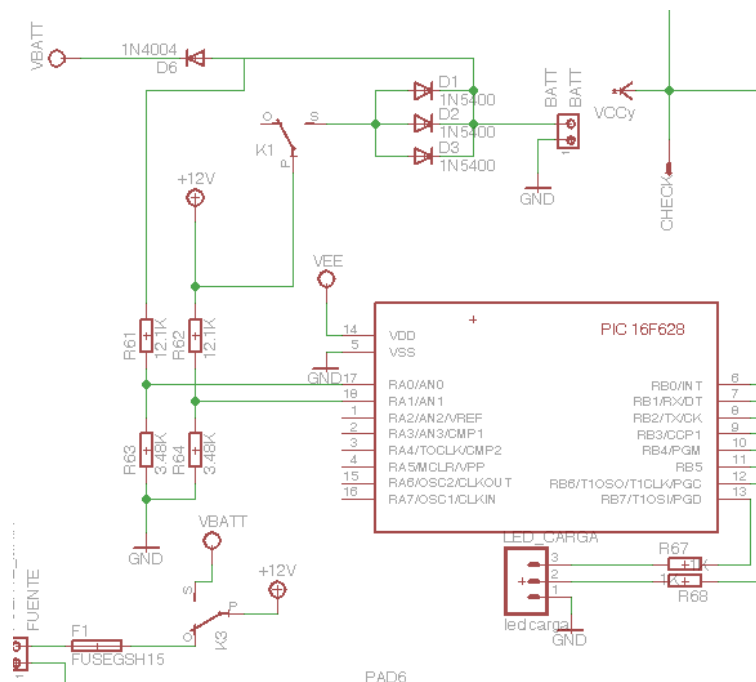 VBATT
1N4004
D6
D1
1N5400
D2
1N5400
D3
1N5400
BATT
BATT
1
GND
VCCy
CHECK
O
S
P
K1
+12V
VEE
R61
12.1K
R62
12.1K
R63
3.48K
R64
3.48K
GND
GND
PIC 16F628
14
VDD
5
VSS
17
RA0/AN0
18
RA1/AN1
1
RA2/AN2/VREF
2
RA3/AN3/CMP1
3
RA4/TOCLK/CMP2
4
RA5/MCLR/VPP
15
RA6/OSC2/CLKOUT
16
RA7/OSC1/CLKIN
RB0/INT
6
RB1/RX/DT
7
RB2/TX/CK
8
RB3/CCP1
9
RB4/PGM
10
RB5
11
RB6/T1OSO/T1CLK/PGC
12
RB7/T1OSI/PGD
13
LED_CARGA
3
2
1
led carga
GND
R67
1K
1K
R68
VBATT
+12V
S
P
O
K3
FUENTE
1
F1
FUSEGSH15
PAD6